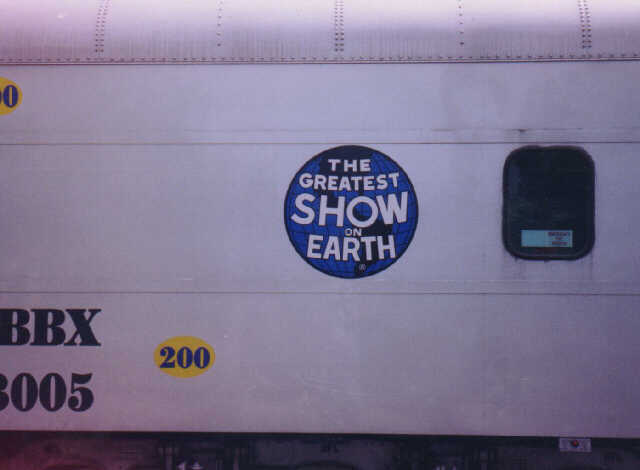 THE
GREATEST
SHOW
ON
EARTH
®
BBX
3005
200